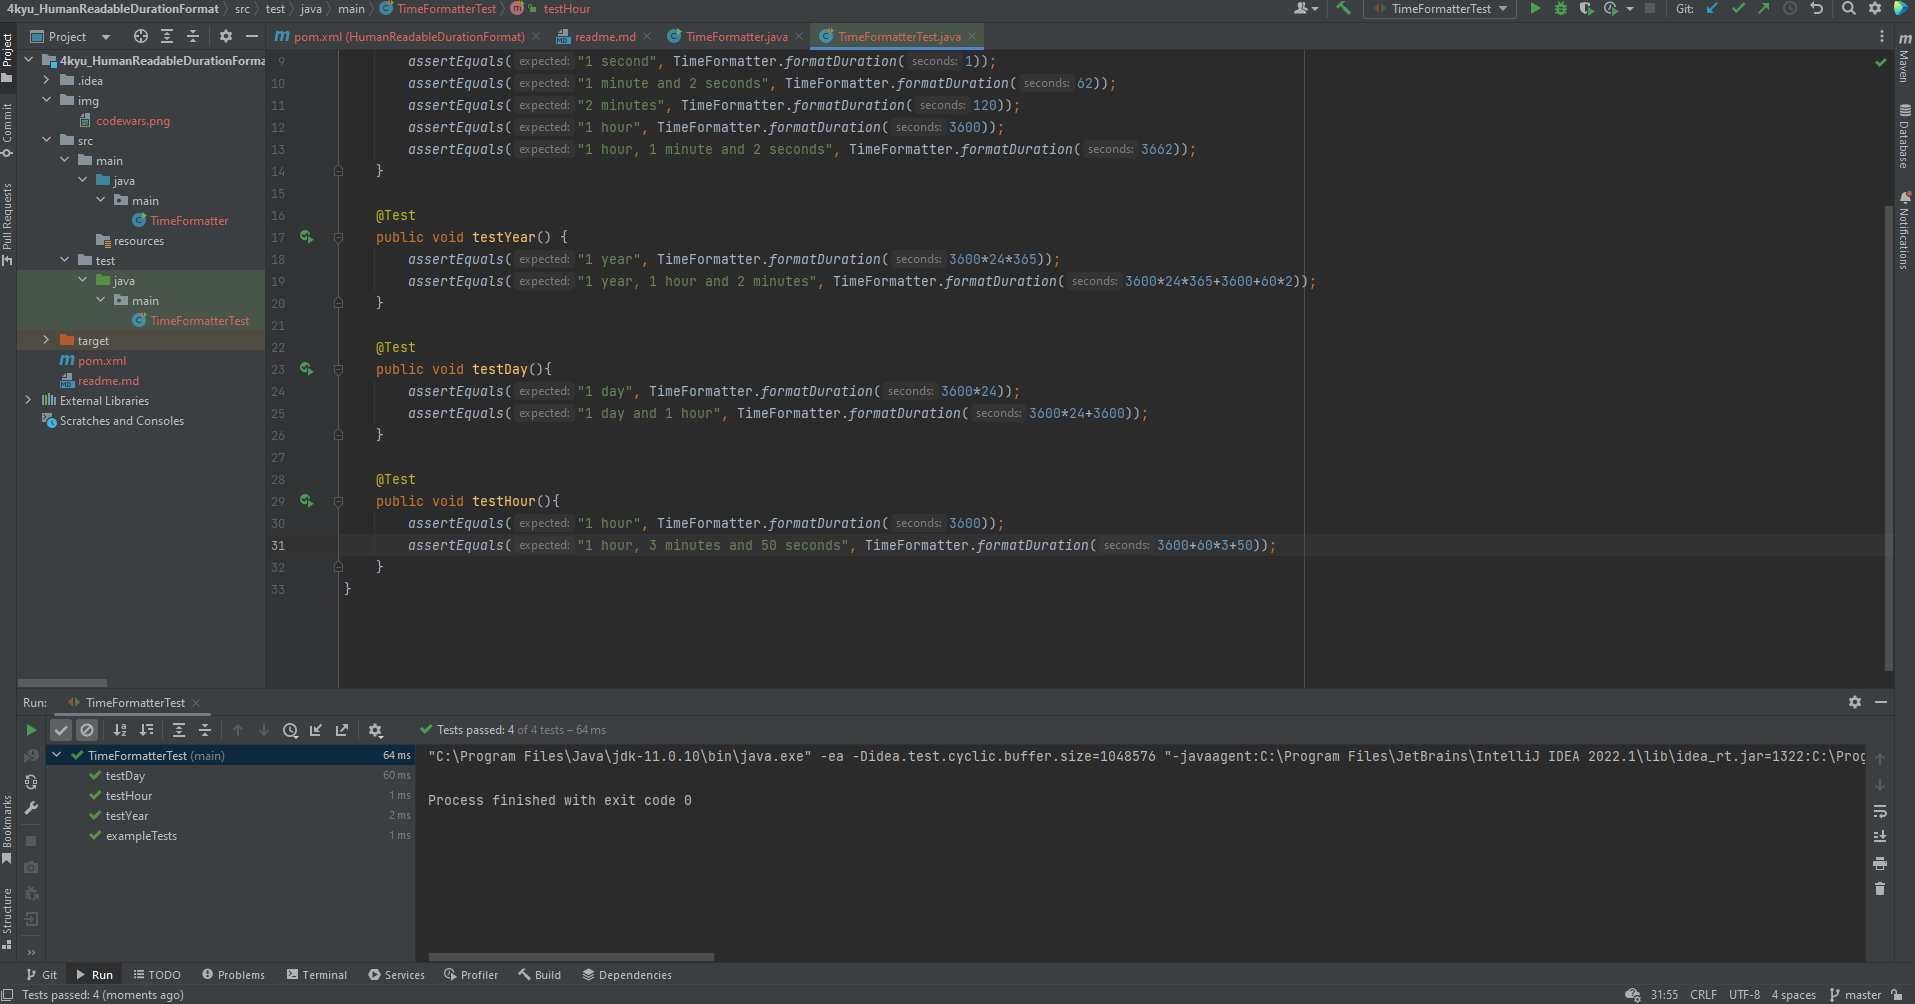 4kyu_HumanReadableDurationFormat src test java main TimeFormatterTest testHour
TimeFormatterTest Git:
Project
pom.xml (HumanReadableDurationFormat) readme.md TimeFormatter.java TimeFormatterTest.java
4kyu_HumanReadableDurationForma
.idea
img
codewars.png
src
main
java
main
TimeFormatter
resources
test
java
main
TimeFormatterTest
target
pom.xml
readme.md
External Libraries
Scratches and Consoles
Project
Commit
Pull Requests
Bookmarks
Structure
9 assertEquals( expected: "1 second", TimeFormatter.formatDuration( seconds: 1));
10 assertEquals( expected: "1 minute and 2 seconds", TimeFormatter.formatDuration( seconds: 62));
11 assertEquals( expected: "2 minutes", TimeFormatter.formatDuration( seconds: 120));
12 assertEquals( expected: "1 hour", TimeFormatter.formatDuration( seconds: 3600));
13 assertEquals( expected: "1 hour, 1 minute and 2 seconds", TimeFormatter.formatDuration( seconds: 3662));
14 }
15
16 @Test
17 public void testYear() {
18 assertEquals( expected: "1 year", TimeFormatter.formatDuration( seconds: 3600*24*365));
19 assertEquals( expected: "1 year, 1 hour and 2 minutes", TimeFormatter.formatDuration( seconds: 3600*24*365+3600+60*2));
20 }
21
22 @Test
23 public void testDay(){
24 assertEquals( expected: "1 day", TimeFormatter.formatDuration( seconds: 3600*24));
25 assertEquals( expected: "1 day and 1 hour", TimeFormatter.formatDuration( seconds: 3600*24+3600));
26 }
27
28 @Test
29 public void testHour(){
30 assertEquals( expected: "1 hour", TimeFormatter.formatDuration( seconds: 3600));
31 assertEquals( expected: "1 hour, 3 minutes and 50 seconds", TimeFormatter.formatDuration( seconds: 3600+60*3+50));
32 }
33 }
m
Maven
Database
Notifications
Run: TimeFormatterTest
Tests passed: 4 of 4 tests – 64 ms
TimeFormatterTest (main) 64 ms
testDay 60 ms
testHour 1 ms
testYear 2 ms
exampleTests 1 ms
"C:\Program Files\Java\jdk-11.0.10\bin\java.exe" -ea -Didea.test.cyclic.buffer.size=1048576 "-javaagent:C:\Program Files\JetBrains\IntelliJ IDEA 2022.1\lib\idea_rt.jar=1322:C:\Prog
Process finished with exit code 0
Git Run TODO Problems Terminal Services Profiler Build Dependencies
Tests passed: 4 (moments ago) 31:55 CRLF UTF-8 4 spaces master